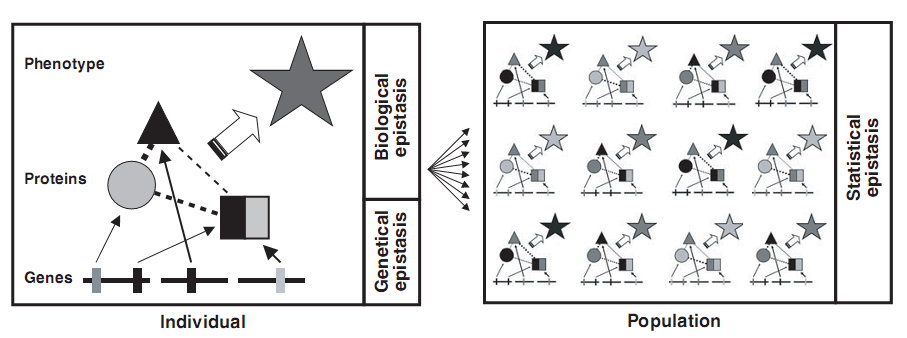 Phenotype
Proteins
Genes
Biological
epistasis
Genetical
epistasis
Individual
Statistical
epistasis
Population